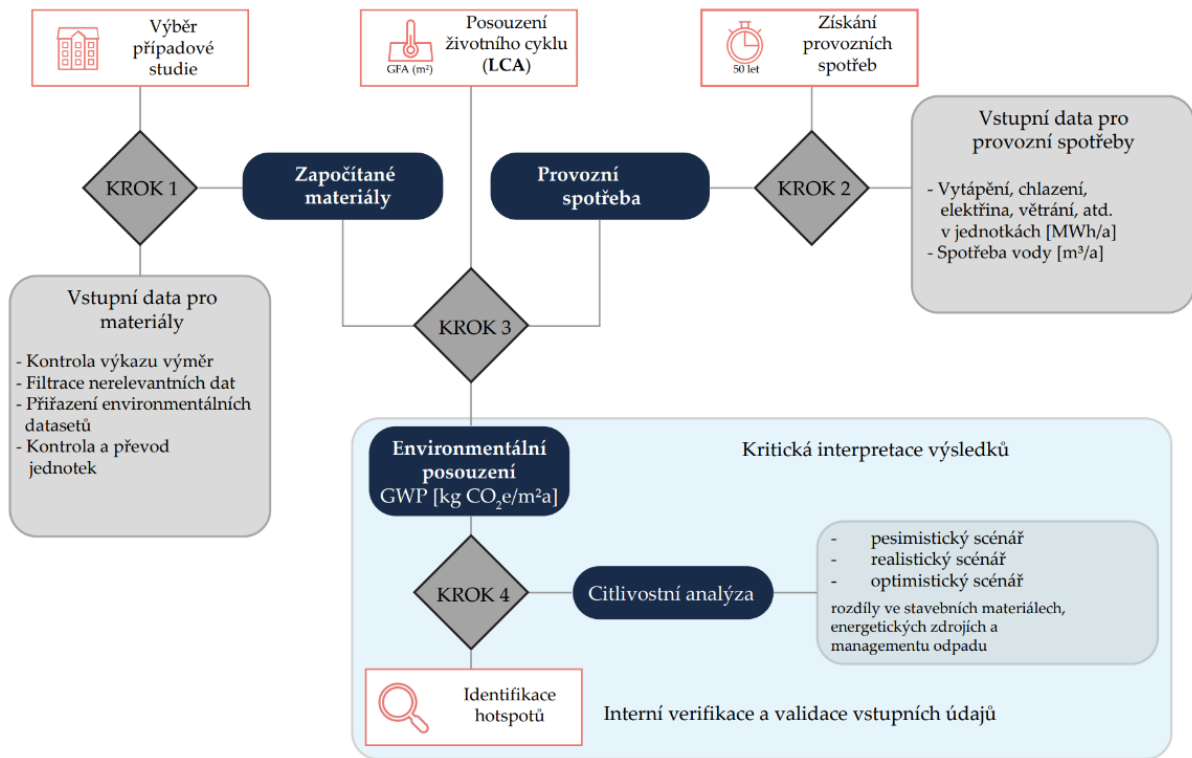 Výběr
případové
studie
GFA (m²)
Posouzení
životního cyklu
(LCA)
50 let
Získání
provozních
spotřeb
KROK 1
Započítané
materiály
Provozní
spotřeba
KROK 2
Vstupní data pro
provozní spotřeby
- Vytápění, chlazení,
elektřina, větrání, atd.
v jednotkách [MWh/a]
- Spotřeba vody [m³/a]
Vstupní data pro
materiály
- Kontrola výkazu výměr
- Filtrace nerelevantních dat
- Přiřazení environmentálních
datasetů
- Kontrola a převod
jednotek
KROK 3
Environmentální
posouzení
GWP [kg CO₂e/m²a]
Kritická interpretace výsledků
KROK 4
Citlivostní analýza
- pesimistický scénář
- realistický scénář
- optimistický scénář
rozdíly ve stavebních materiálech,
energetických zdrojích a
managementu odpadu
Identifikace
hotspotů
Interní verifikace a validace vstupních údajů